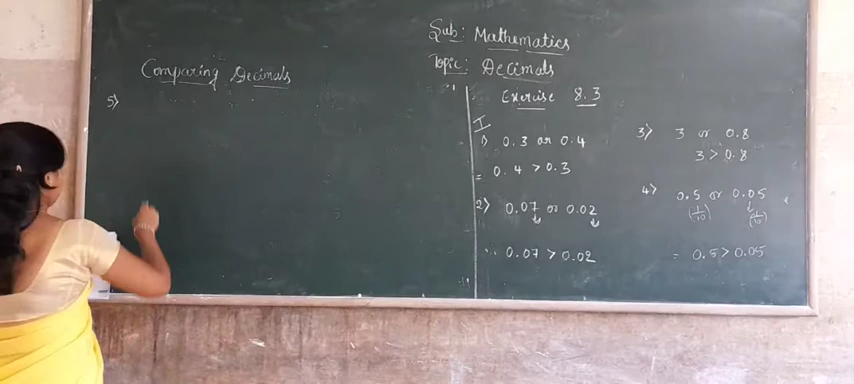 Sub: Mathematics
Topic: Decimals
Comparing Decimals
5)
Exercise 8.3
I
1) 0.3 or 0.4
= 0.4 > 0.3
2) 0.07 or 0.02
∴ 0.07 > 0.02
3) 3 or 0.8
3 > 0.8
4) 0.5 or 0.05
(1/10)
= 0.5 > 0.05